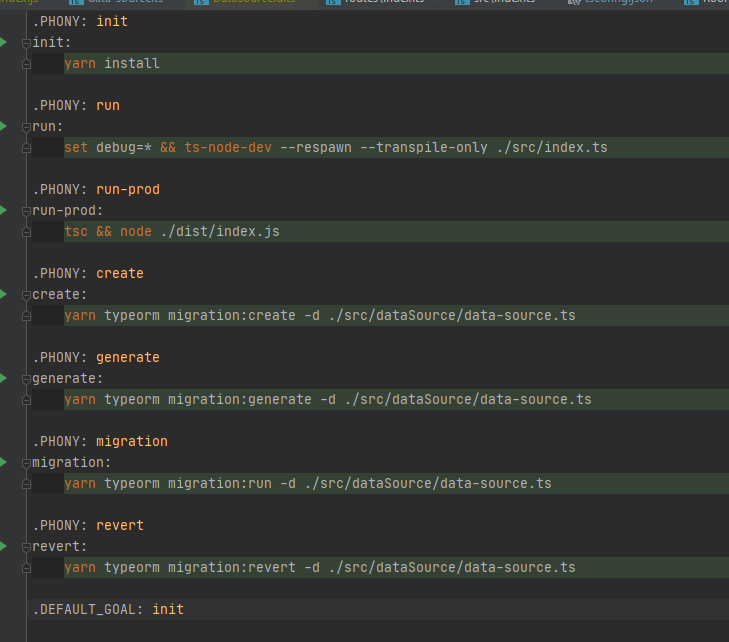 .PHONY: init
init:
yarn install
.PHONY: run
run:
set debug=* && ts-node-dev --respawn --transpile-only ./src/index.ts
.PHONY: run-prod
run-prod:
tsc && node ./dist/index.js
.PHONY: create
create:
yarn typeorm migration:create -d ./src/dataSource/data-source.ts
.PHONY: generate
generate:
yarn typeorm migration:generate -d ./src/dataSource/data-source.ts
.PHONY: migration
migration:
yarn typeorm migration:run -d ./src/dataSource/data-source.ts
.PHONY: revert
revert:
yarn typeorm migration:revert -d ./src/dataSource/data-source.ts
.DEFAULT_GOAL: init